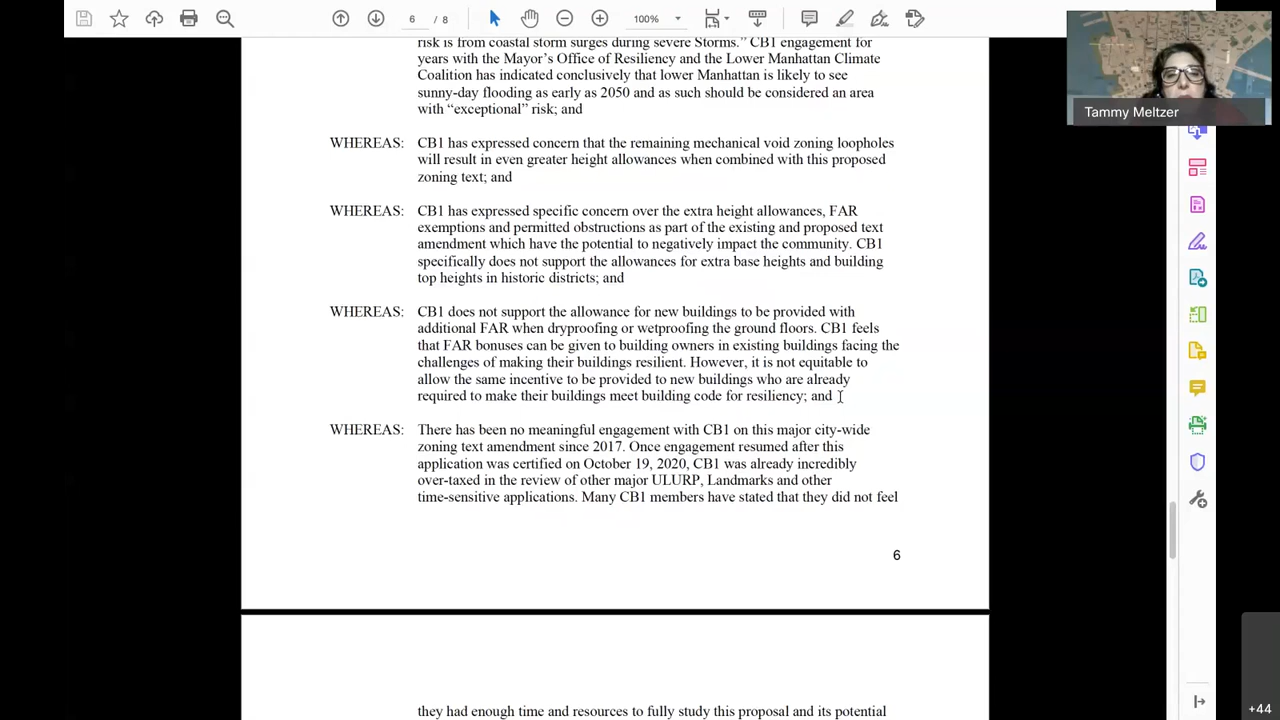 6 / 8
100%
risk is from coastal storm surges during severe Storms.” CB1 engagement for
years with the Mayor’s Office of Resiliency and the Lower Manhattan Climate
Coalition has indicated conclusively that lower Manhattan is likely to see
sunny-day flooding as early as 2050 and as such should be considered an area
with “exceptional” risk; and
Tammy Meltzer
WHEREAS: CB1 has expressed concern that the remaining mechanical void zoning loopholes
will result in even greater height allowances when combined with this proposed
zoning text; and
WHEREAS: CB1 has expressed specific concern over the extra height allowances, FAR
exemptions and permitted obstructions as part of the existing and proposed text
amendment which have the potential to negatively impact the community. CB1
specifically does not support the allowances for extra base heights and building
top heights in historic districts; and
WHEREAS: CB1 does not support the allowance for new buildings to be provided with
additional FAR when dryproofing or wetproofing the ground floors. CB1 feels
that FAR bonuses can be given to building owners in existing buildings facing the
challenges of making their buildings resilient. However, it is not equitable to
allow the same incentive to be provided to new buildings who are already
required to make their buildings meet building code for resiliency; and
WHEREAS: There has been no meaningful engagement with CB1 on this major city-wide
zoning text amendment since 2017. Once engagement resumed after this
application was certified on October 19, 2020, CB1 was already incredibly
over-taxed in the review of other major ULURP, Landmarks and other
time-sensitive applications. Many CB1 members have stated that they did not feel
6
they had enough time and resources to fully study this proposal and its potential
+44